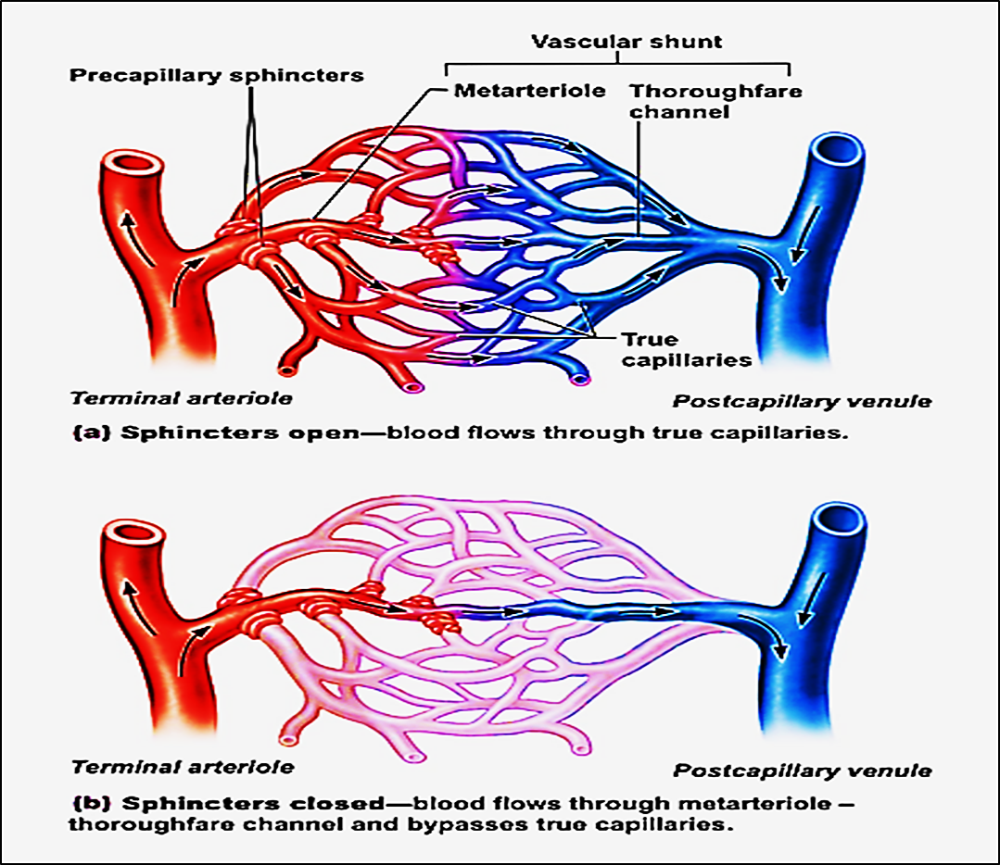 Vascular shunt
Precapillary sphincters
Metarteriole
Thoroughfare
channel
True
capillaries
Terminal arteriole
Postcapillary venule
(a) Sphincters open—blood flows through true capillaries.
Terminal arteriole
Postcapillary venule
(b) Sphincters closed—blood flows through metarteriole –
thoroughfare channel and bypasses true capillaries.